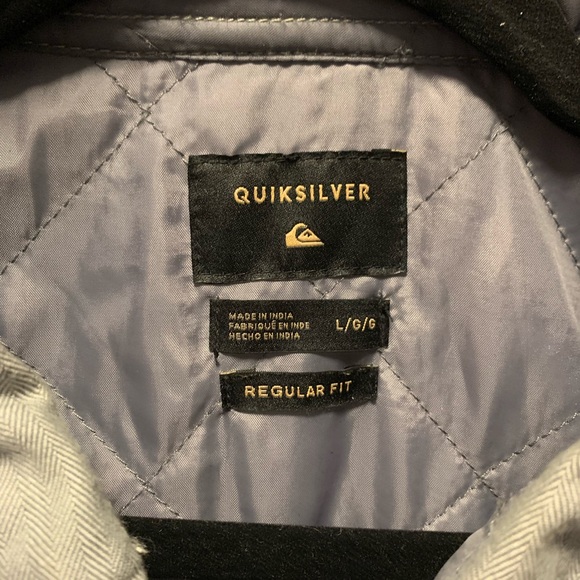 QUIKSILVER
MADE IN INDIA
FABRIQUÉ EN INDE
HECHO EN INDIA
L/G/G
REGULAR FIT